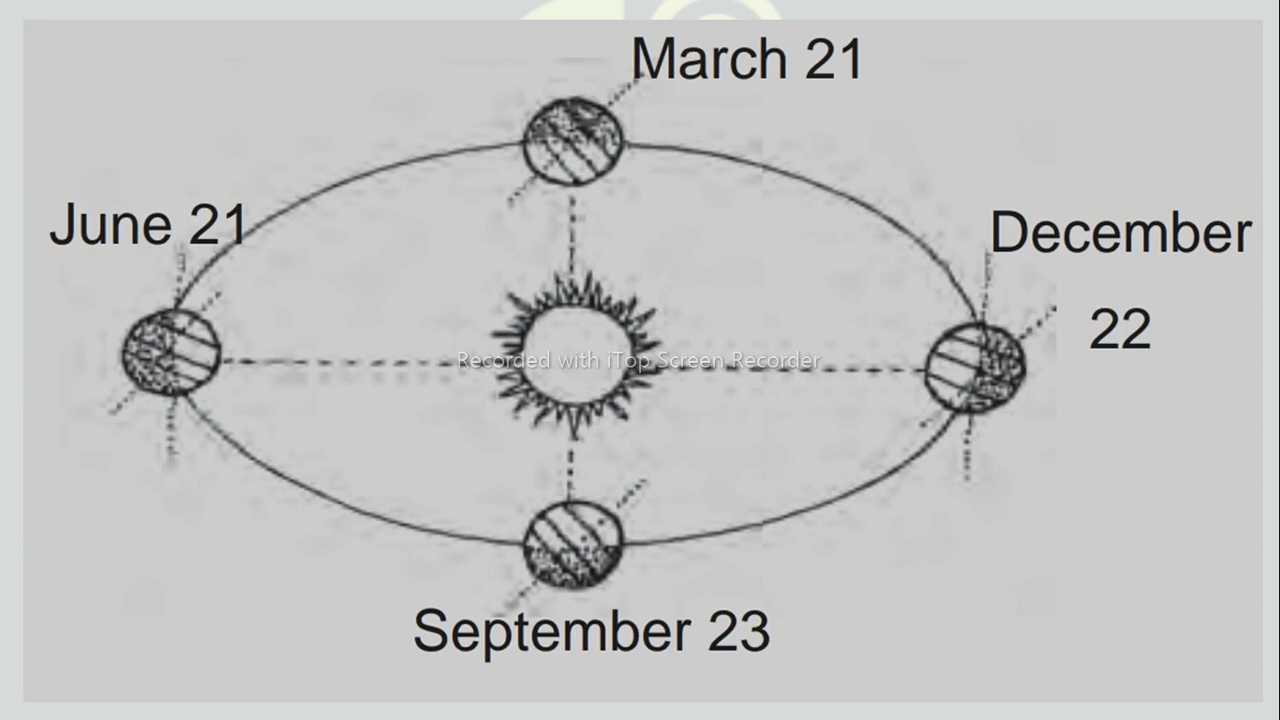 March 21
June 21
December
22
Recorded with iTop Screen Recorder
September 23